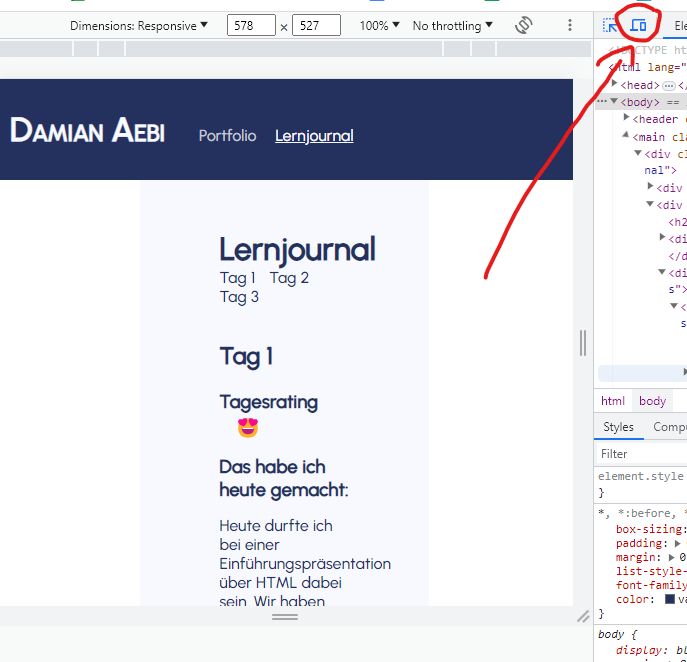 Dimensions: Responsive 578 × 527 100% No throttling
<!DOCTYPE ht
<html lang="
<head> </
<body> ==
<header c
<main cla
<div cl
nal">
<div
<div
<h2
<di
</d
<di
s">
<
s
DAMIAN AEBI Portfolio Lernjournal
Lernjournal
Tag 1 Tag 2
Tag 3
Tag 1
Tagesrating
Das habe ich
heute gemacht:
Heute durfte ich
bei einer
Einführungspräsentation
über HTML dabei
sein. Wir haben
html body
Styles Compu
Filter
element.style
}
*, *:before, *
box-sizing:
padding:
margin: 0
list-style-
font-family
color: va
}
body {
display: bl